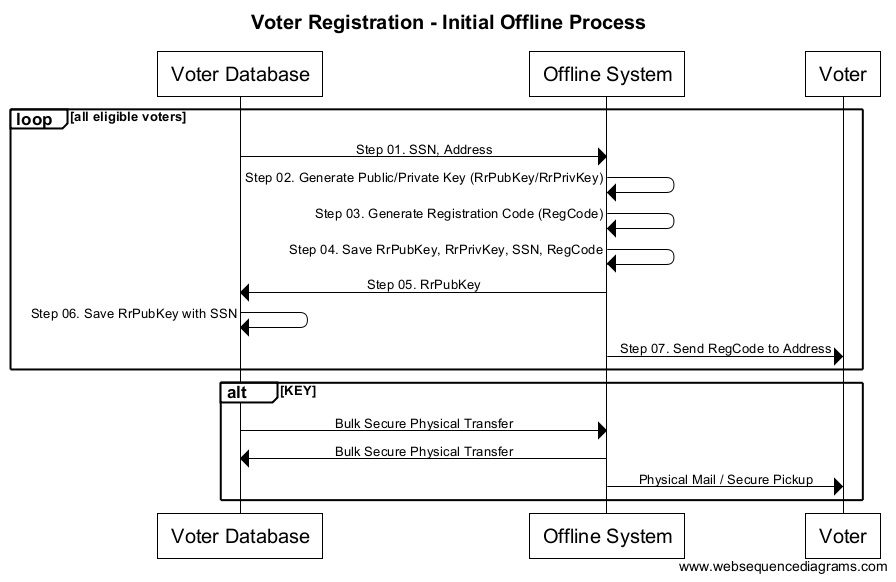 Voter Registration - Initial Offline Process
Voter Database
Offline System
Voter
loop
[all eligible voters]
Step 01. SSN, Address
Step 02. Generate Public/Private Key (RrPubKey/RrPrivKey)
Step 03. Generate Registration Code (RegCode)
Step 04. Save RrPubKey, RrPrivKey, SSN, RegCode
Step 05. RrPubKey
Step 06. Save RrPubKey with SSN
Step 07. Send RegCode to Address
alt
[KEY]
Bulk Secure Physical Transfer
Bulk Secure Physical Transfer
Physical Mail / Secure Pickup
Voter Database
Offline System
Voter
www.websequencediagrams.com